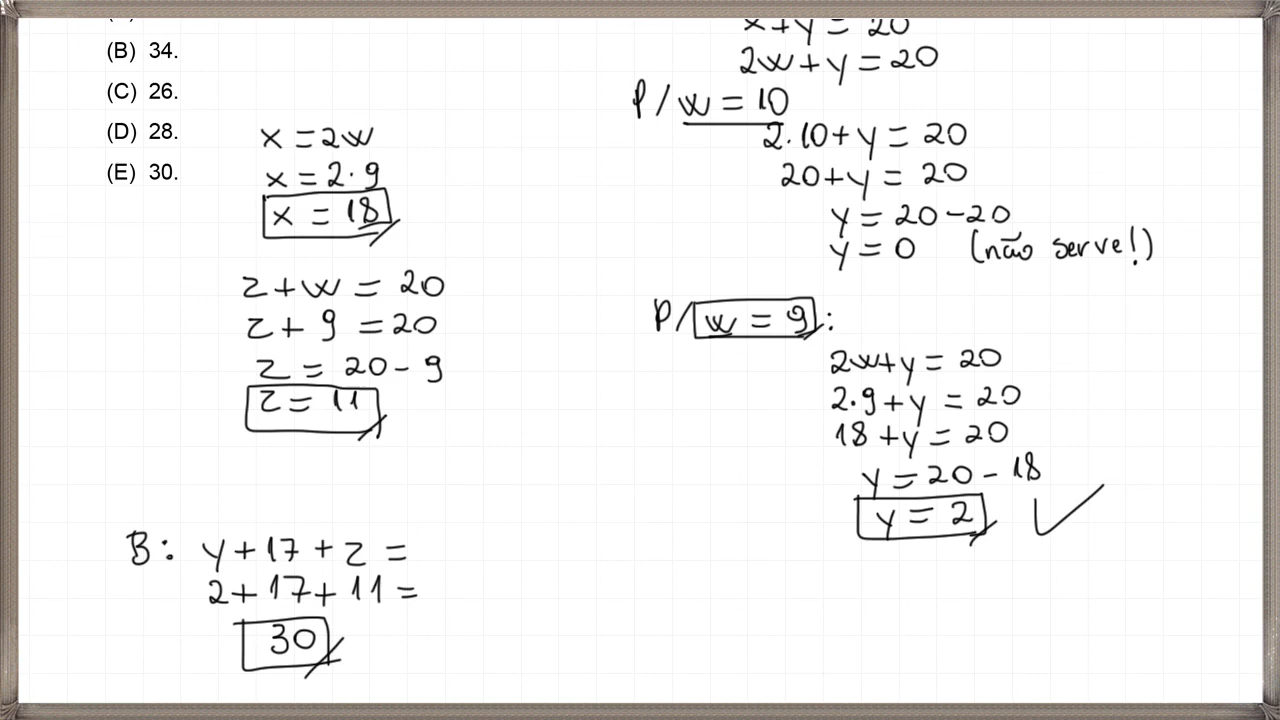 (B) 34.
(C) 26.
(D) 28.
(E) 30.
x = 2w
x = 2·9
x = 18
z + w = 20
z + 9 = 20
z = 20 - 9
z = 11
B: y + 17 + z =
2 + 17 + 11 =
30
x + y = 20
2w + y = 20
P/ w = 10
2.10 + y = 20
20 + y = 20
y = 20 - 20
y = 0 (não serve!)
P/ w = 9:
2w + y = 20
2·9 + y = 20
18 + y = 20
y = 20 - 18
y = 2